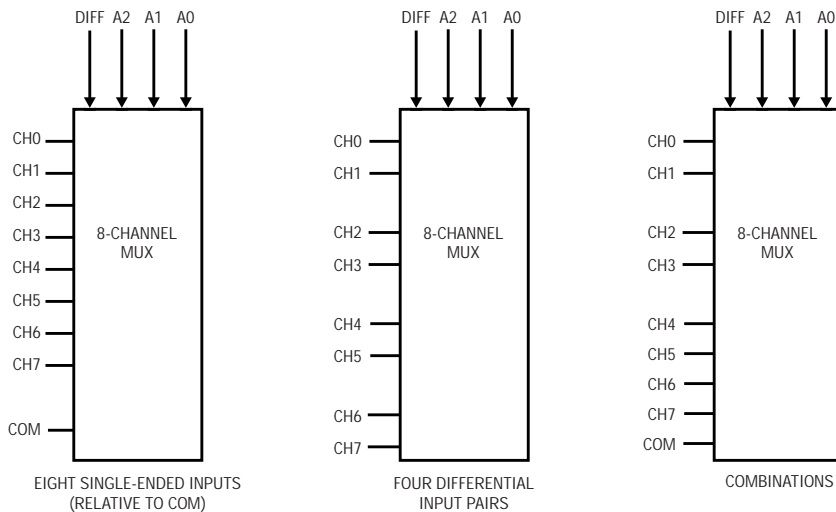 DIFF A2 A1 A0
CH0
CH1
CH2
CH3
CH4
CH5
CH6
CH7
COM
8-CHANNEL
MUX
EIGHT SINGLE-ENDED INPUTS
(RELATIVE TO COM)
DIFF A2 A1 A0
CH0
CH1
CH2
CH3
CH4
CH5
CH6
CH7
8-CHANNEL
MUX
FOUR DIFFERENTIAL
INPUT PAIRS
DIFF A2 A1 A0
CH0
CH1
CH2
CH3
CH4
CH5
CH6
CH7
COM
8-CHANNEL
MUX
COMBINATIONS